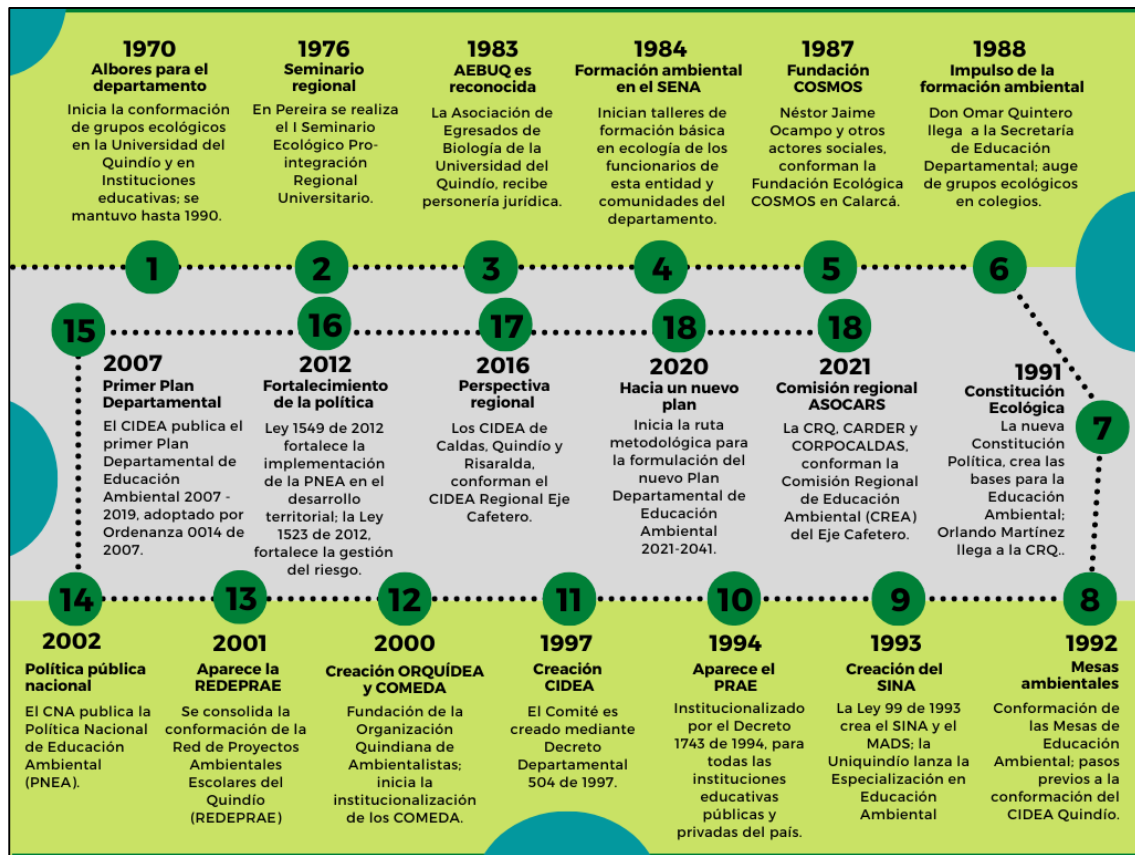 1970
Albores para el
departamento
Inicia la conformación
de grupos ecológicos
en la Universidad del
Quindío y en
Instituciones
educativas; se
mantuvo hasta 1990.
1976
Seminario
regional
En Pereira se realiza
el I Seminario
Ecológico Pro-
integración
Regional
Universitario.
1983
AEBUQ es
reconocida
La Asociación de
Egresados de
Biología de la
Universidad del
Quindío, recibe
personería jurídica.
1984
Formación ambiental
en el SENA
Inician talleres de
formación básica
en ecología de los
funcionarios de
esta entidad y
comunidades del
departamento.
1987
Fundación
COSMOS
Néstor Jaime
Ocampo y otros
actores sociales,
conforman la
Fundación Ecológica
COSMOS en Calarcá.
1988
Impulso de la
formación ambiental
Don Omar Quintero
llega a la Secretaría
de Educación
Departamental; auge
de grupos ecológicos
en colegios.
1
2
3
4
5
6
15
16
17
18
18
2007
Primer Plan
Departamental
El CIDEA publica el
primer Plan
Departamental de
Educación
Ambiental 2007 -
2019, adoptado por
Ordenanza 0014 de
2007.
2012
Fortalecimiento
de la política
Ley 1549 de 2012
fortalece la
implementación
de la PNEA en el
desarrollo
territorial; la Ley
1523 de 2012,
fortalece la gestión
del riesgo.
2016
Perspectiva
regional
Los CIDEA de
Caldas, Quindío y
Risaralda,
conforman el
CIDEA Regional Eje
Cafetero.
2020
Hacia un nuevo
plan
Inicia la ruta
metodológica para
la formulación del
nuevo Plan
Departamental de
Educación
Ambiental
2021-2041.
2021
Comisión regional
ASOCARS
La CRQ, CARDER y
CORPOCALDAS,
conforman la
Comisión Regional
de Educación
Ambiental (CREA)
del Eje Cafetero.
1991
Constitución
Ecológica
La nueva
Constitución
Política, crea las
bases para la
Educación
Ambiental;
Orlando Martínez
llega a la CRQ..
7
14
13
12
11
10
9
8
2002
Política pública
nacional
El CNA publica la
Política Nacional
de Educación
Ambiental
(PNEA).
2001
Aparece la
REDEPRAE
Se consolida la
conformación de la
Red de Proyectos
Ambientales
Escolares del
Quindío
(REDEPRAE)
2000
Creación ORQUÍDEA
y COMEDA
Fundación de la
Organización
Quindiana de
Ambientalistas;
inicia la
institucionalización
de los COMEDA.
1997
Creación
CIDEA
El Comité es
creado mediante
Decreto
Departamental
504 de 1997.
1994
Aparece el
PRAE
Institucionalizado
por el Decreto
1743 de 1994, para
todas las
instituciones
educativas
públicas y
privadas del país.
1993
Creación del
SINA
La Ley 99 de 1993
crea el SINA y el
MADS; la
Uniquindío lanza la
Especialización en
Educación
Ambiental
1992
Mesas
ambientales
Conformación de
las Mesas de
Educación
Ambiental; pasos
previos a la
conformación del
CIDEA Quindío.